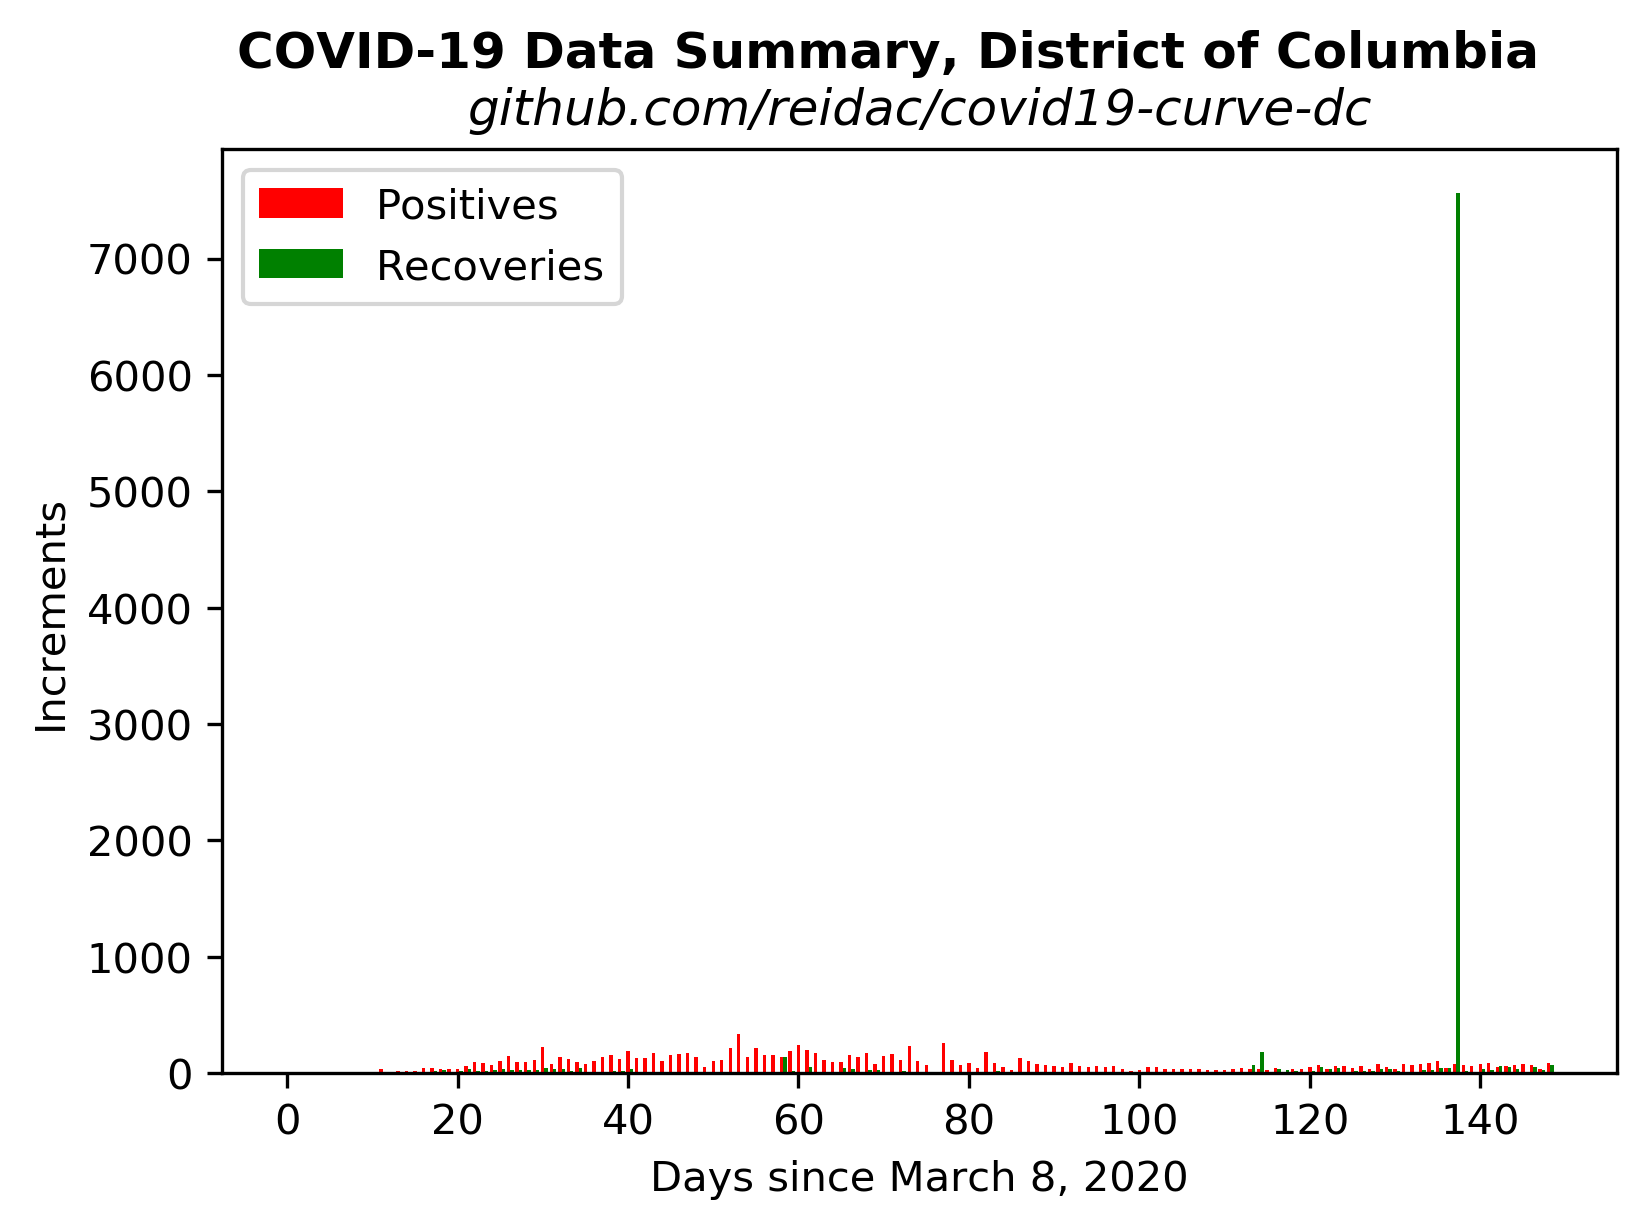 COVID-19 Data Summary, District of Columbia
github.com/reidac/covid19-curve-dc
Positives
Recoveries
7000
6000
5000
4000
3000
2000
1000
0
Increments
0 20 40 60 80 100 120 140
Days since March 8, 2020